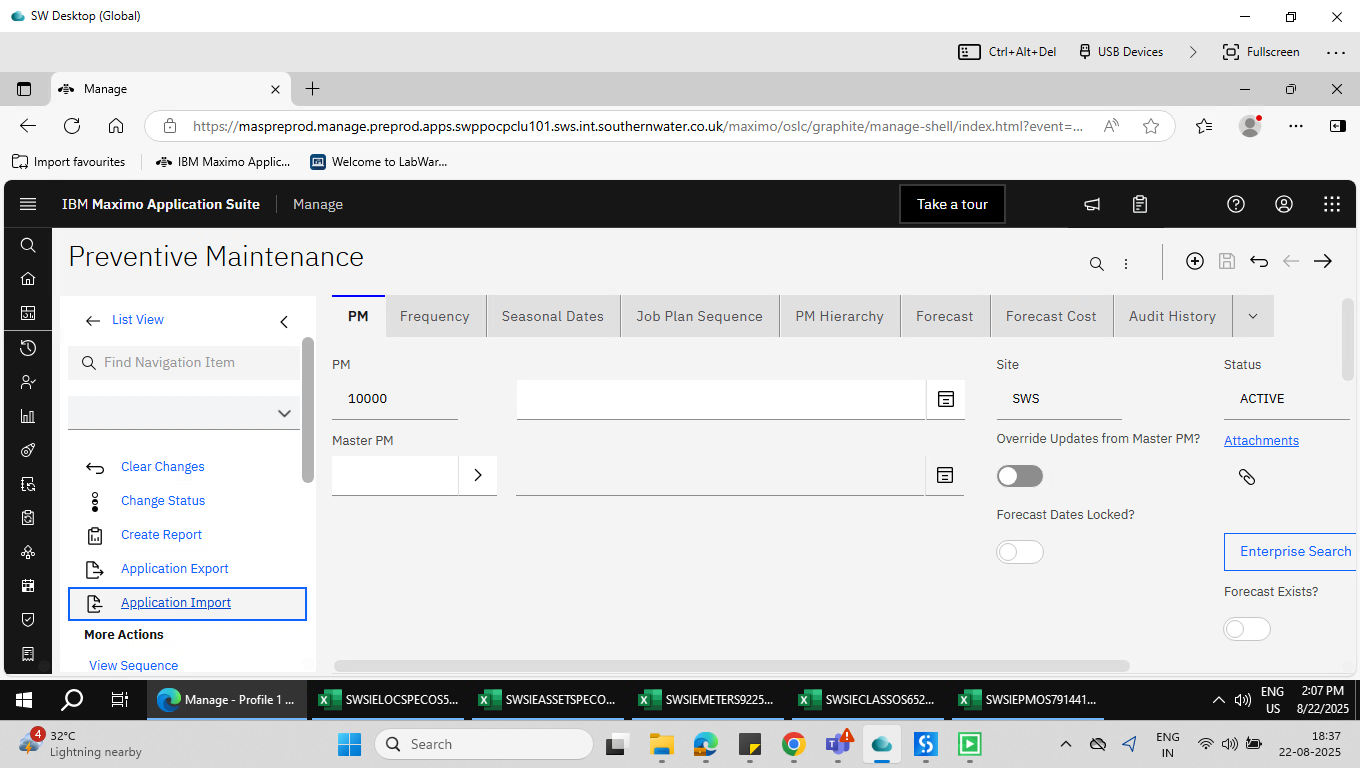 SW Desktop (Global)
Ctrl+Alt+Del
USB Devices
Fullscreen
Manage
https://maspreprod.manage.preprod.apps.swppocpclu101.sws.int.southernwater.co.uk/maximo/oslc/graphite/manage-shell/index.html?event=...
Import favourites
IBM Maximo Applic...
Welcome to LabWar...
IBM Maximo Application Suite
Manage
Take a tour
Preventive Maintenance
List View
Find Navigation Item
Clear Changes
Change Status
Create Report
Application Export
Application Import
More Actions
View Sequence
PM
Frequency
Seasonal Dates
Job Plan Sequence
PM Hierarchy
Forecast
Forecast Cost
Audit History
PM
10000
Master PM
Site
SWS
Override Updates from Master PM?
Forecast Dates Locked?
Status
ACTIVE
Attachments
Enterprise Search
Forecast Exists?
Manage - Profile 1 ...
SWSIELOCSPECOS5...
SWSIEASSETSPECO...
SWSIEMETERS9225...
SWSIECLASSOS652...
SWSIEPMOS791441...
ENG
US
2:07 PM
8/22/2025
4
32°C
Lightning nearby
Search
ENG
IN
18:37
22-08-2025